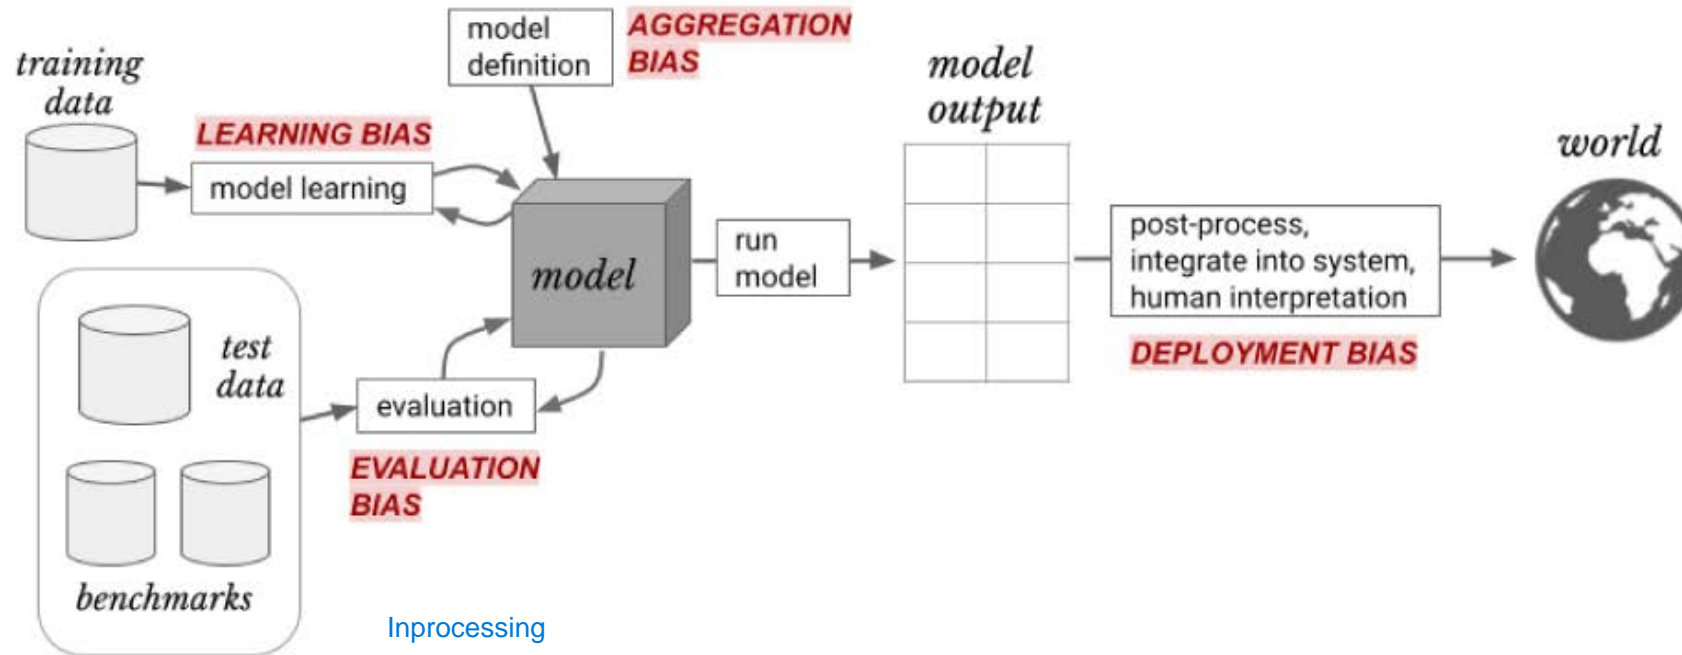 training
data
LEARNING BIAS
model learning
model
definition
AGGREGATION
BIAS
model
run
model
model
output
post-process,
integrate into system,
human interpretation
DEPLOYMENT BIAS
world
test
data
benchmarks
evaluation
EVALUATION
BIAS
Inprocessing